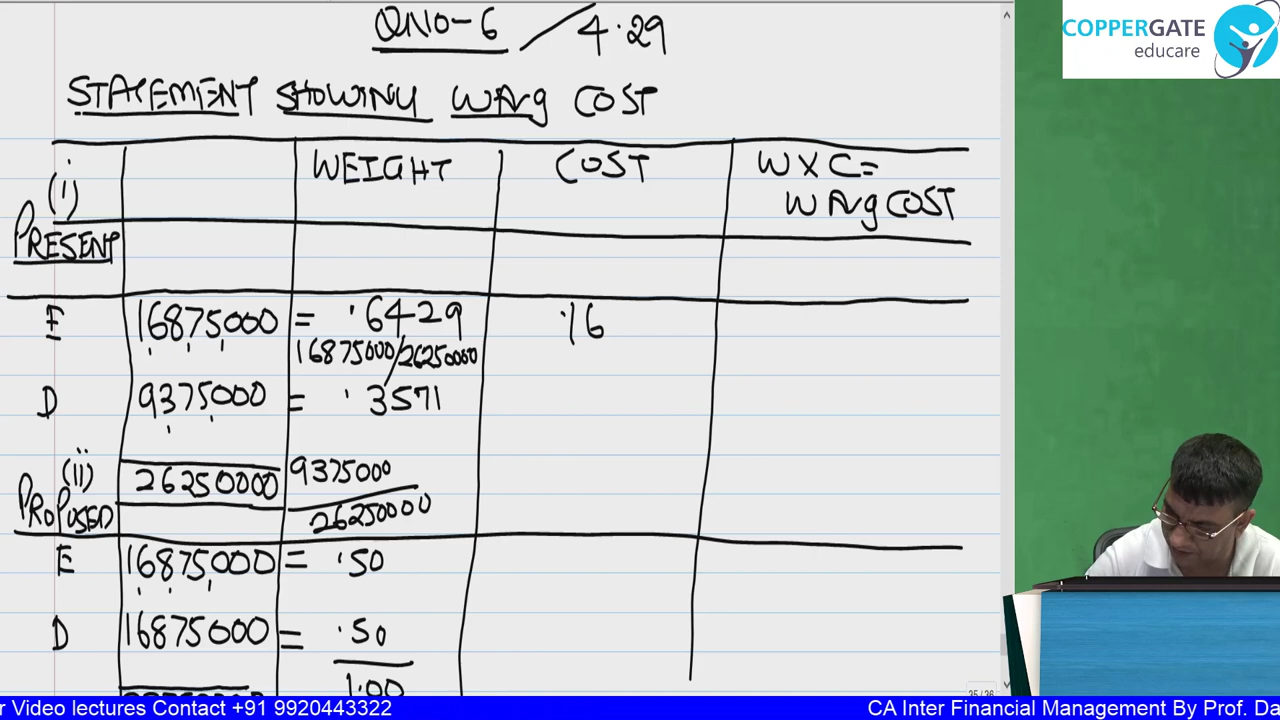 QNO-6 / 4.29
COPPERGATE
educare
STATEMENT SHOWING WAvg COST
(i) WEIGHT COST W X C =
WAvg COST
PRESENT
E 16875000 = .6429 .16
16875000/26250000
D 9375000 = .3571
(ii) 26250000 9375000
PROPOSED 26250000
E 16875000 = .50
D 16875000 = .50
1.00
r Video lectures Contact +91 9920443322 CA Inter Financial Management By Prof. Da